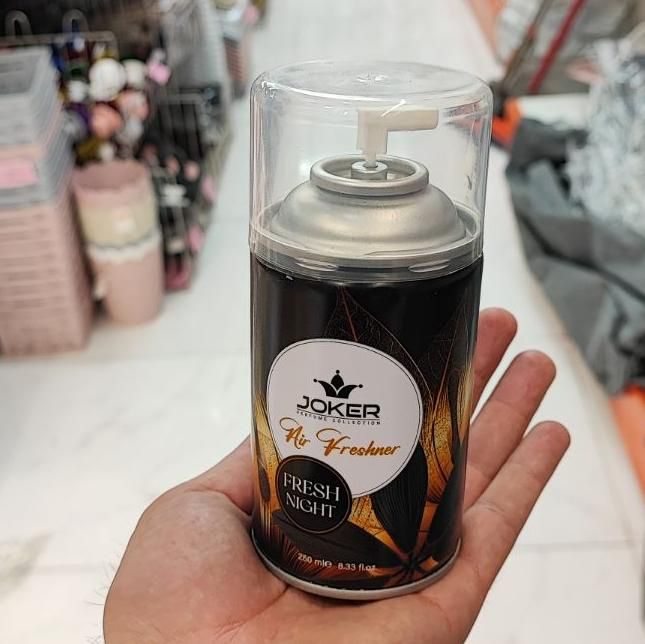 JOKER
PERFUME COLLECTION
Air Freshner
FRESH
NIGHT
250 ml℮ 8.33 fl.oz